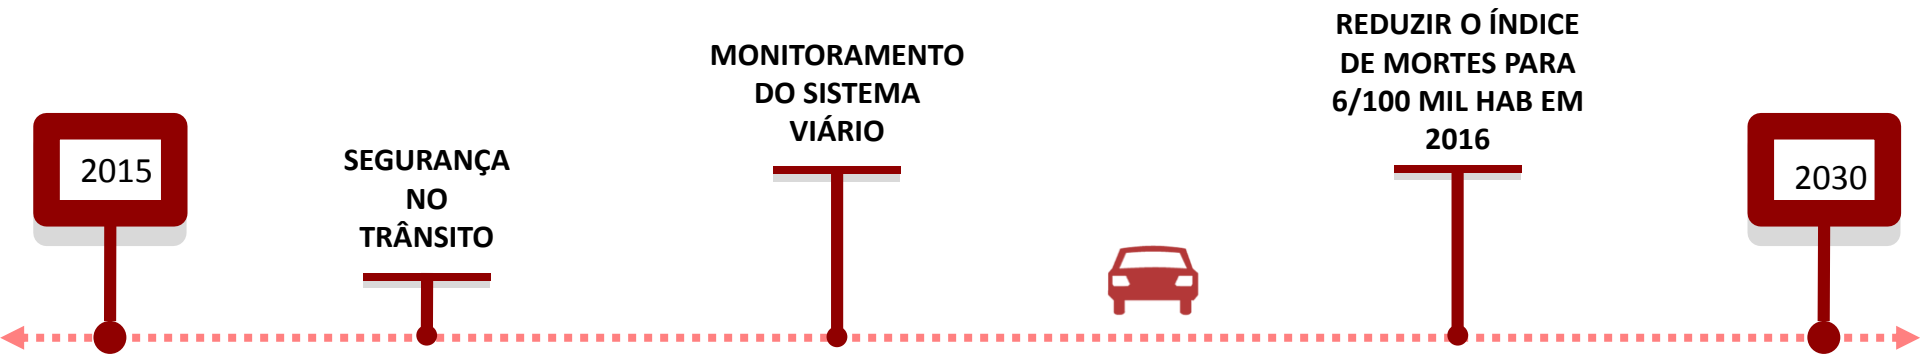 2015
SEGURANÇA
NO
TRÂNSITO
MONITORAMENTO
DO SISTEMA
VIÁRIO
REDUZIR O ÍNDICE
DE MORTES PARA
6/100 MIL HAB EM
2016
2030